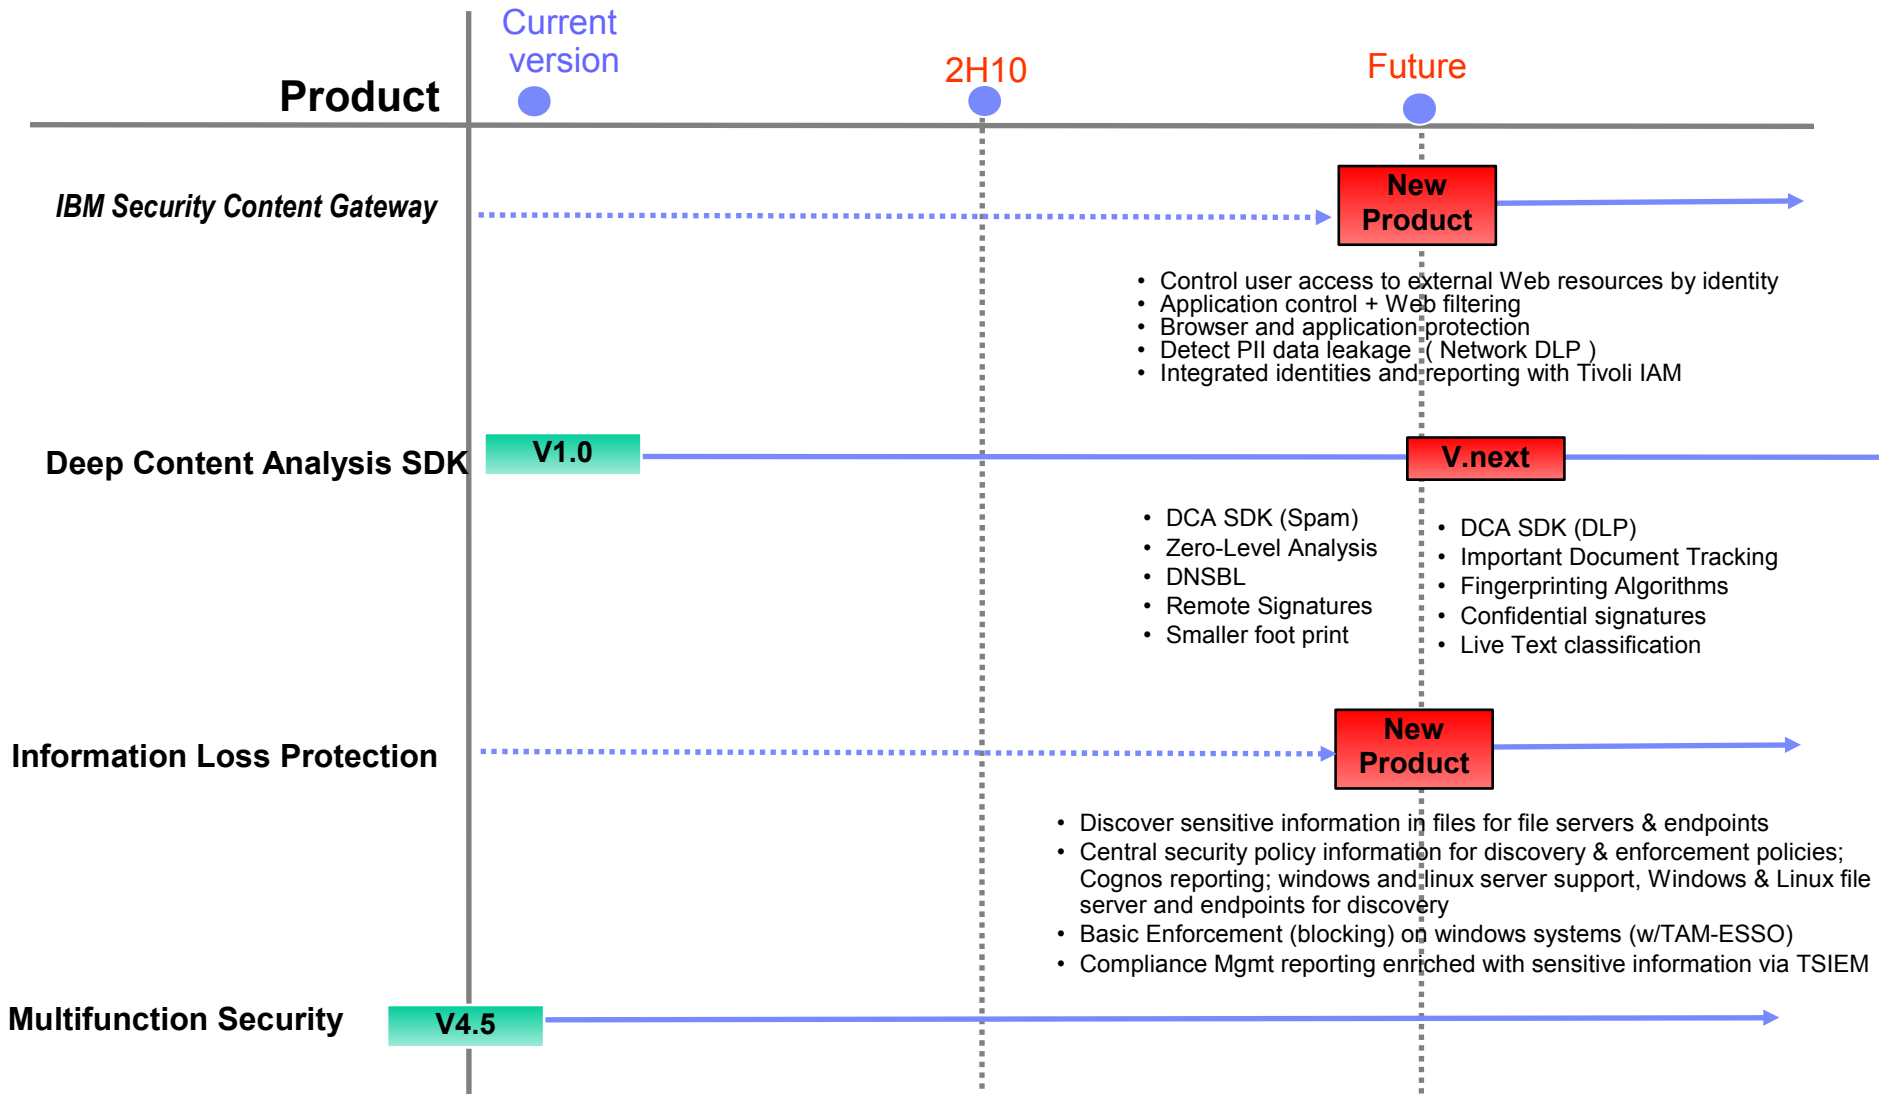 Current
version
2H10
Future
Product
IBM Security Content Gateway
New
Product
• Control user access to external Web resources by identity
• Application control + Web filtering
• Browser and application protection
• Detect PII data leakage ( Network DLP )
• Integrated identities and reporting with Tivoli IAM
Deep Content Analysis SDK
V1.0
V.next
• DCA SDK (Spam)
• Zero-Level Analysis
• DNSBL
• Remote Signatures
• Smaller foot print
• DCA SDK (DLP)
• Important Document Tracking
• Fingerprinting Algorithms
• Confidential signatures
• Live Text classification
Information Loss Protection
New
Product
• Discover sensitive information in files for file servers & endpoints
• Central security policy information for discovery & enforcement policies;
Cognos reporting; windows and linux server support, Windows & Linux file
server and endpoints for discovery
• Basic Enforcement (blocking) on windows systems (w/TAM-ESSO)
• Compliance Mgmt reporting enriched with sensitive information via TSIEM
Multifunction Security
V4.5